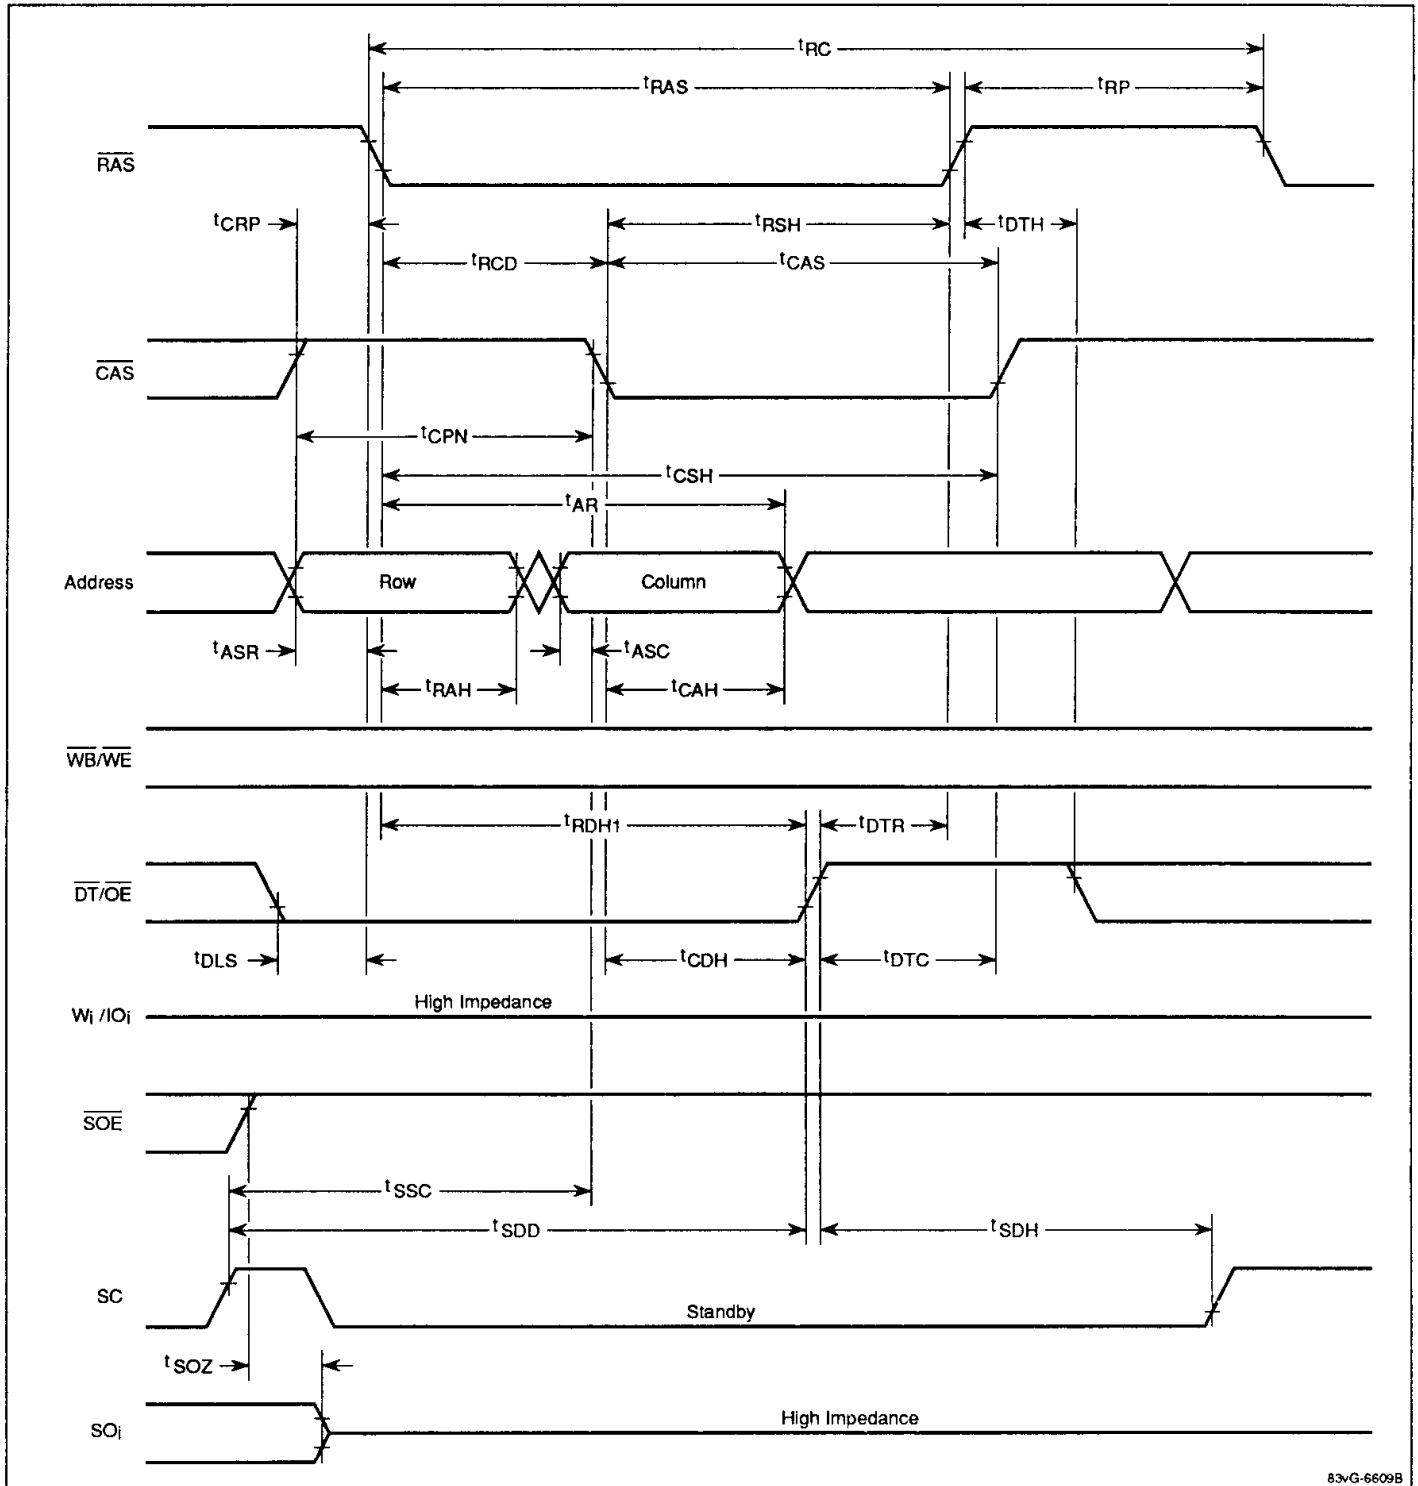 tRC
tRAS
tRP
RAS
tCRP
tRSH
tDTH
tRCD
tCAS
CAS
tCPN
tCSH
tAR
Address
Row
Column
tASR
tASC
tRAH
tCAH
WB/WE
tRDH1
tDTR
DT/OE
tDLS
tCDH
tDTC
High Impedance
Wi /IOi
SOE
tSSC
tSDD
tSDH
SC
Standby
tSOZ
High Impedance
SOi
83vG-6609B